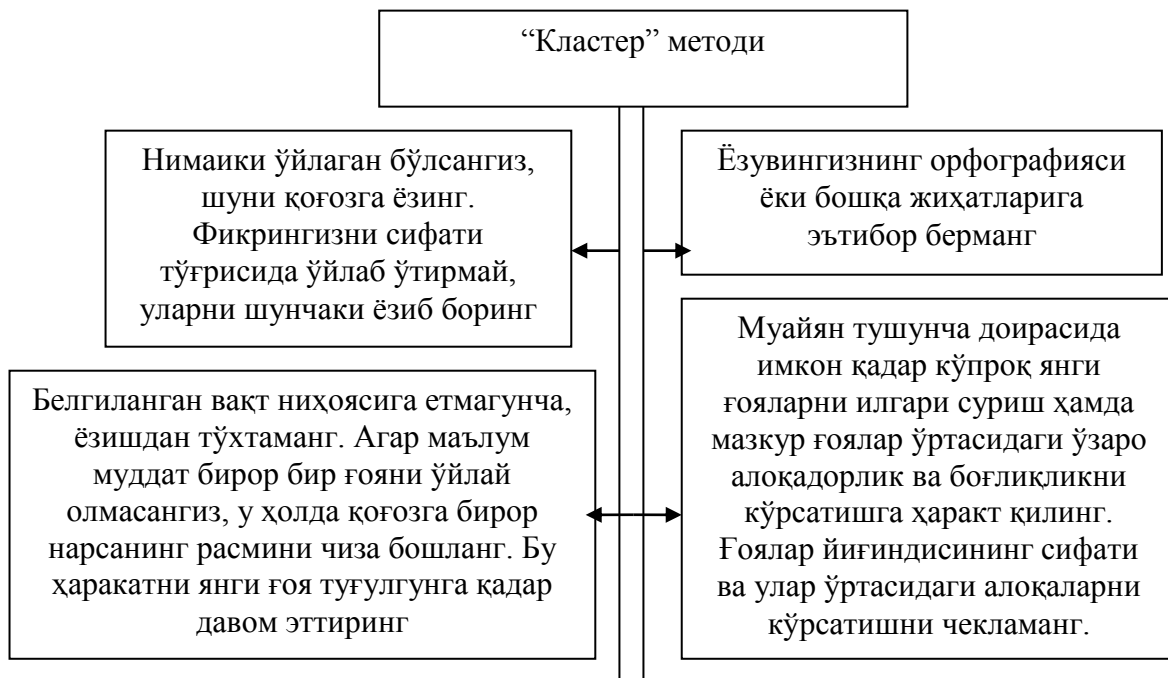 “Кластер” методи
Нимаики ўйлаган бўлсангиз,
шуни қоғозга ёзинг.
Фикрингизни сифати
тўғрисида ўйлаб ўтирмай,
уларни шунчаки ёзиб боринг
Ёзувингизнинг орфографияси
ёки бошқа жиҳатларига
эътибор берманг
Белгиланган вақт ниҳоясига етмагунча,
ёзишдан тўхтаманг. Агар маълум
муддат бирор бир ғояни ўйлай
олмасангиз, у ҳолда қоғозга бирор
нарсанинг расмини чиза бошланг. Бу
ҳаракатни янги ғоя туғулгунга қадар
давом эттиринг
Муайян тушунча доирасида
имкон қадар кўпроқ янги
ғояларни илгари суриш ҳамда
мазкур ғоялар ўртасидаги ўзаро
алоқадорлик ва боғлиқликни
кўрсатишга ҳаракт қилинг.
Ғоялар йиғиндисининг сифати
ва улар ўртасидаги алоқаларни
кўрсатишни чекламанг.